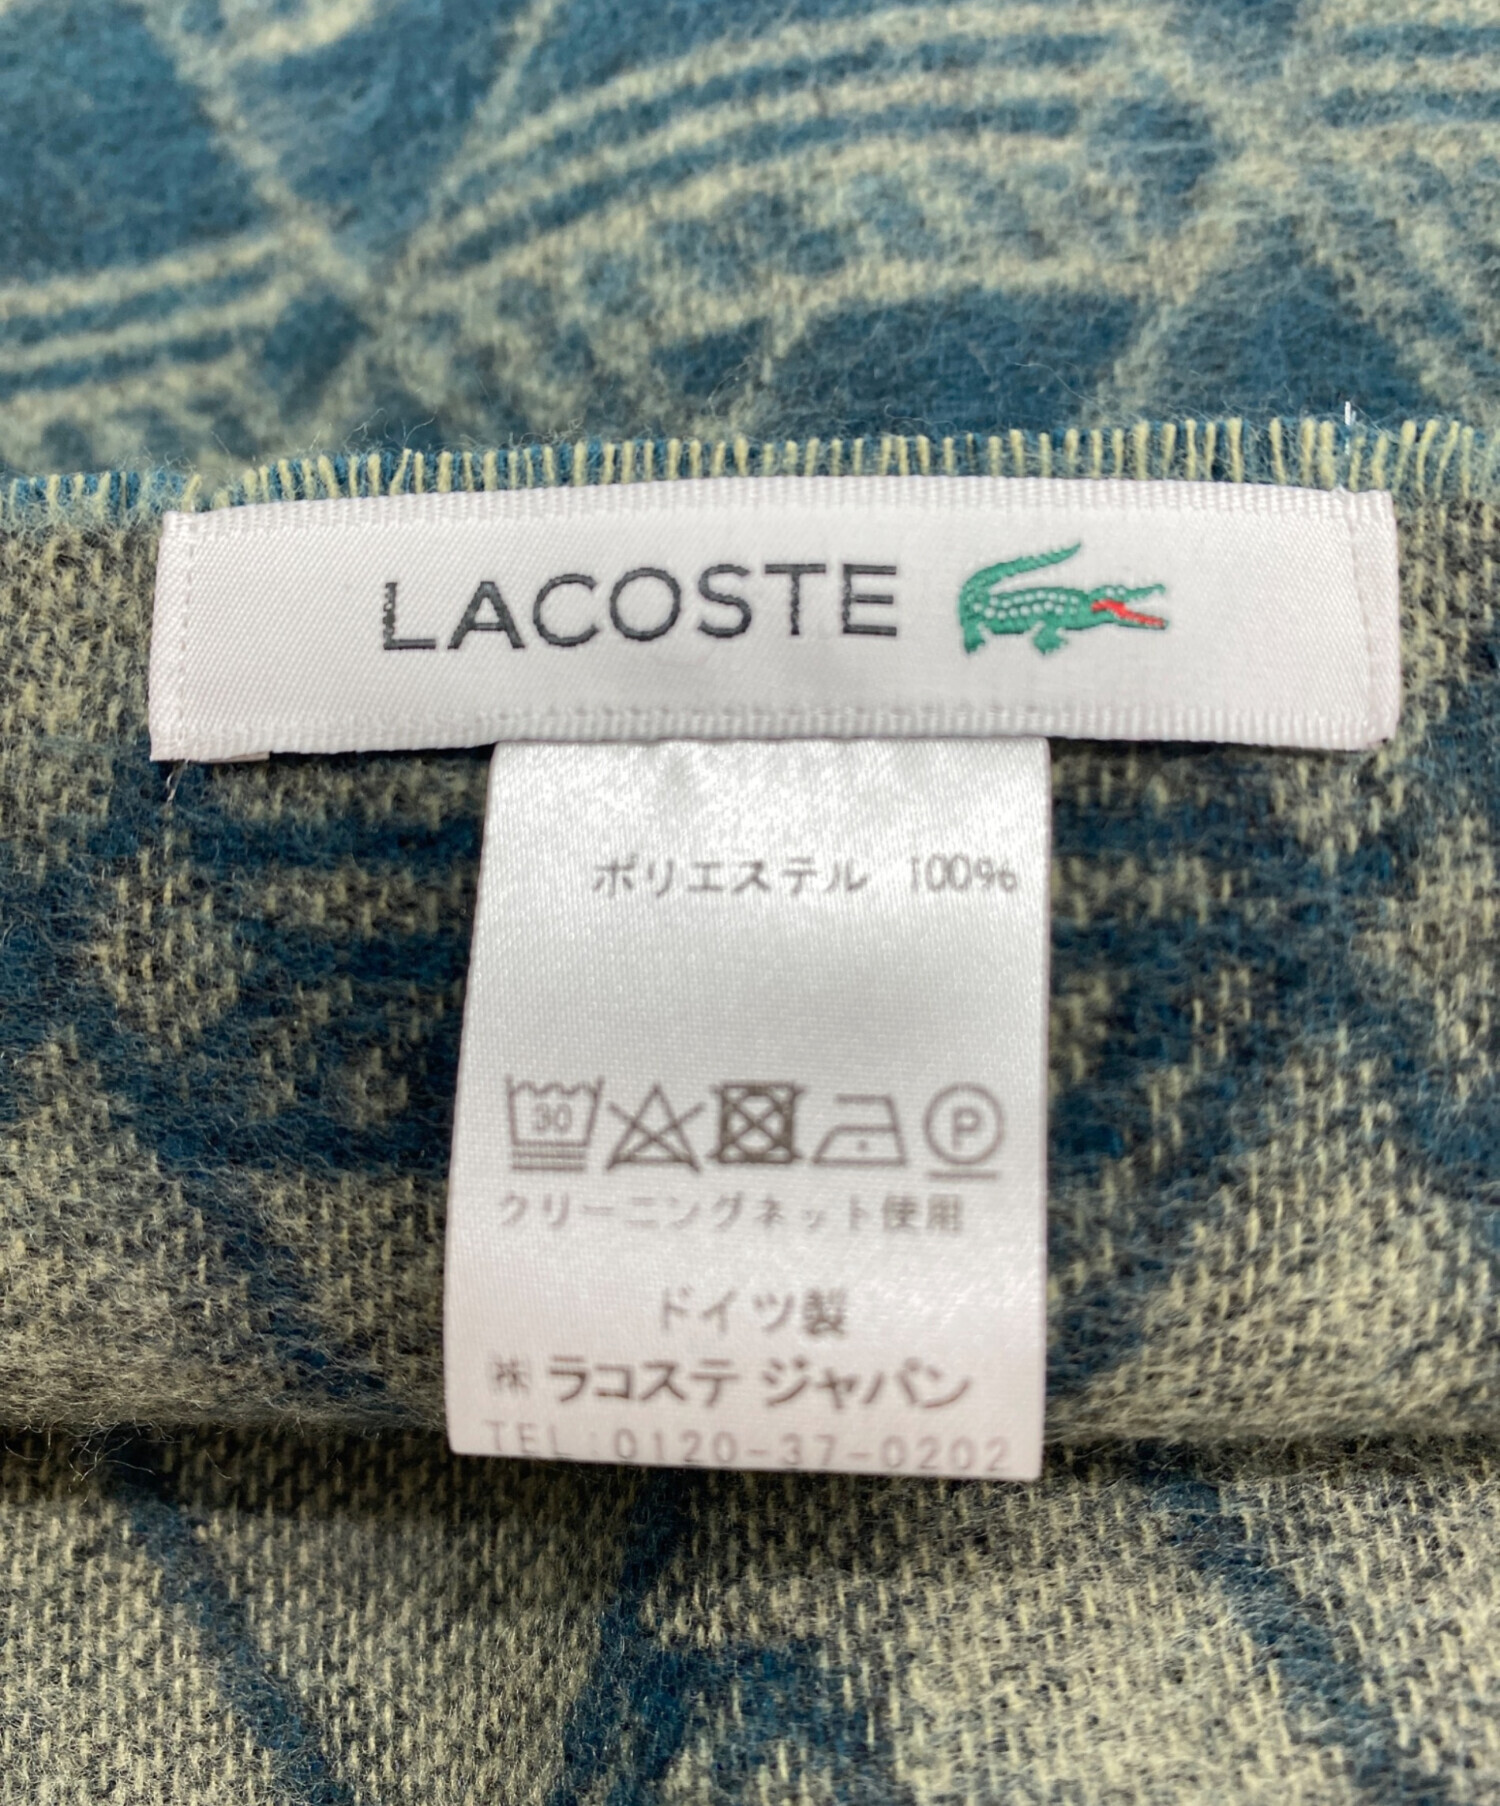 LACOSTE
ポリエステル 100%
30 P
クリーニングネット使用
ドイツ製
㈱ ラコステ ジャパン
TEL:0120-37-0202